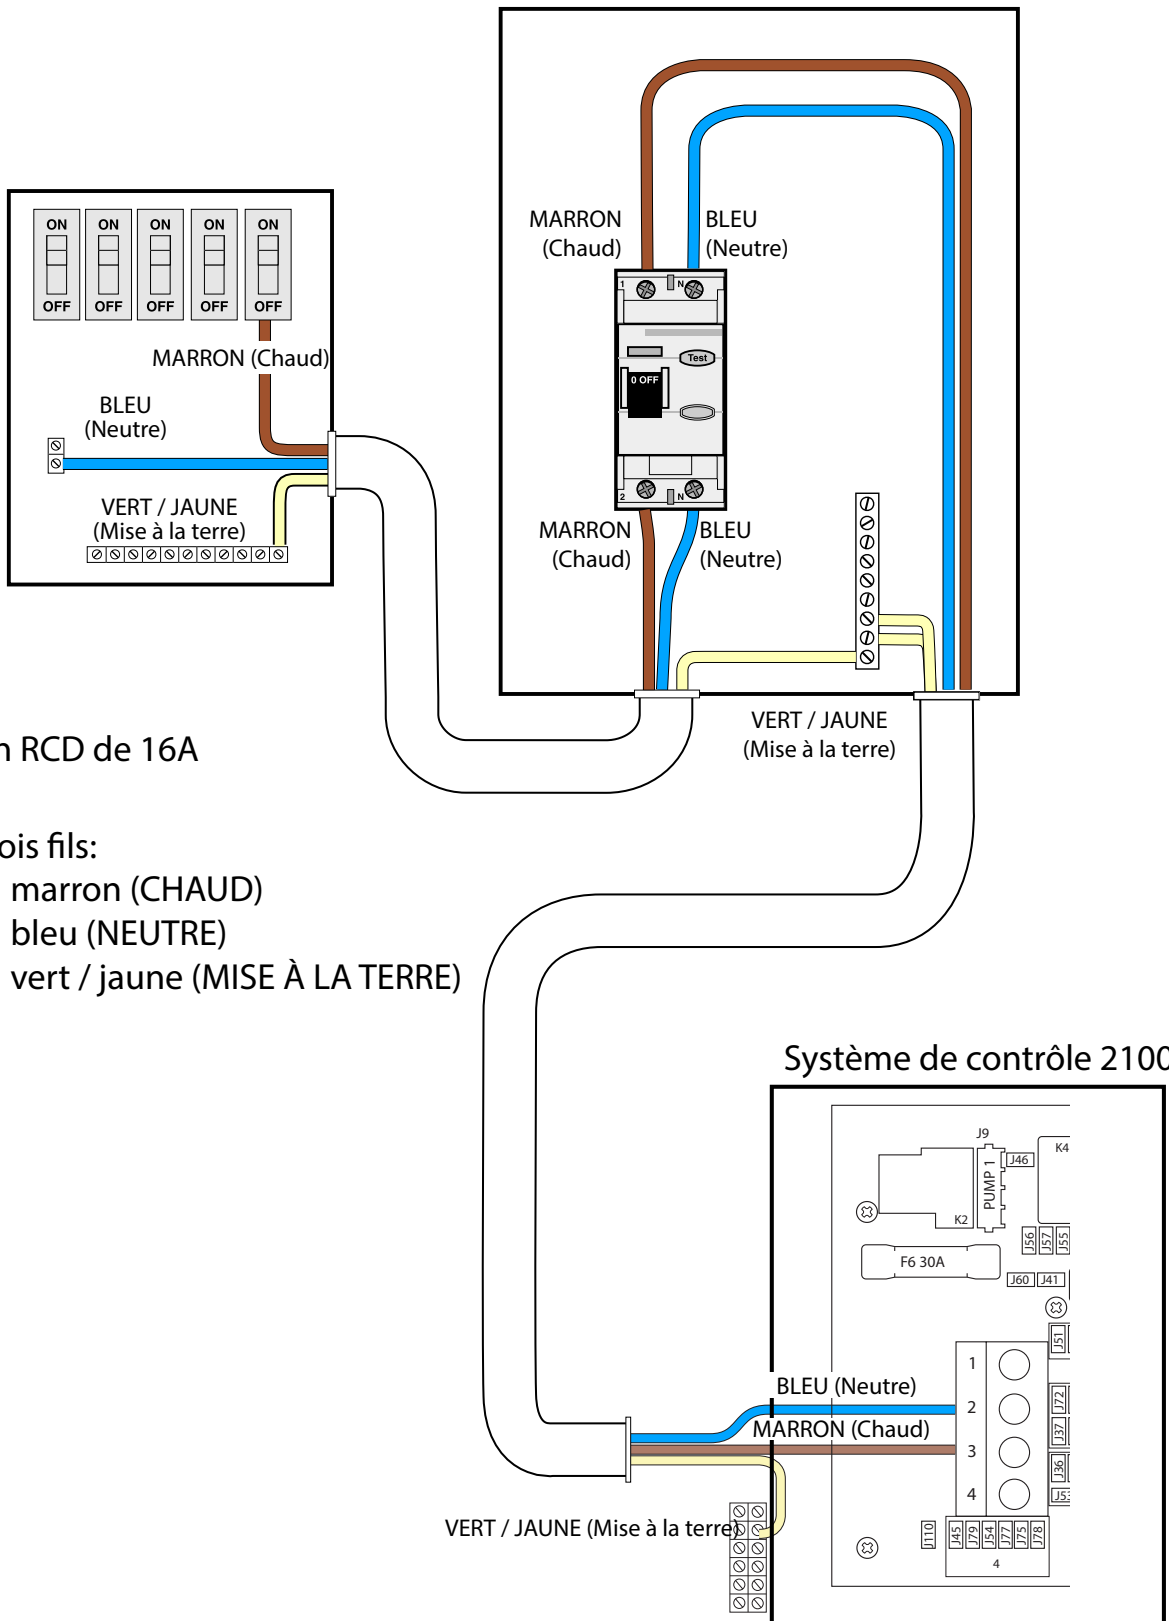 ON ON ON ON ON
OFF OFF OFF OFF OFF
MARRON (Chaud)
BLEU
(Neutre)
VERT / JAUNE
(Mise à la terre)
MARRON
(Chaud)
BLEU
(Neutre)
1 N
Test
0 OFF
2 N
MARRON
(Chaud)
BLEU
(Neutre)
VERT / JAUNE
(Mise à la terre)
n RCD de 16A
ois fils:
marron (CHAUD)
bleu (NEUTRE)
vert / jaune (MISE À LA TERRE)
Système de contrôle 2100
J9
PUMP 1
J46
K4
K2
J56
J57
J55
F6 30A
J60 J41
J51
1
BLEU (Neutre)
2
J72
MARRON (Chaud)
J37
3
J36
4
J53
VERT / JAUNE (Mise à la terre)
J110
J45
J79
J54
J77
J75
J78
4